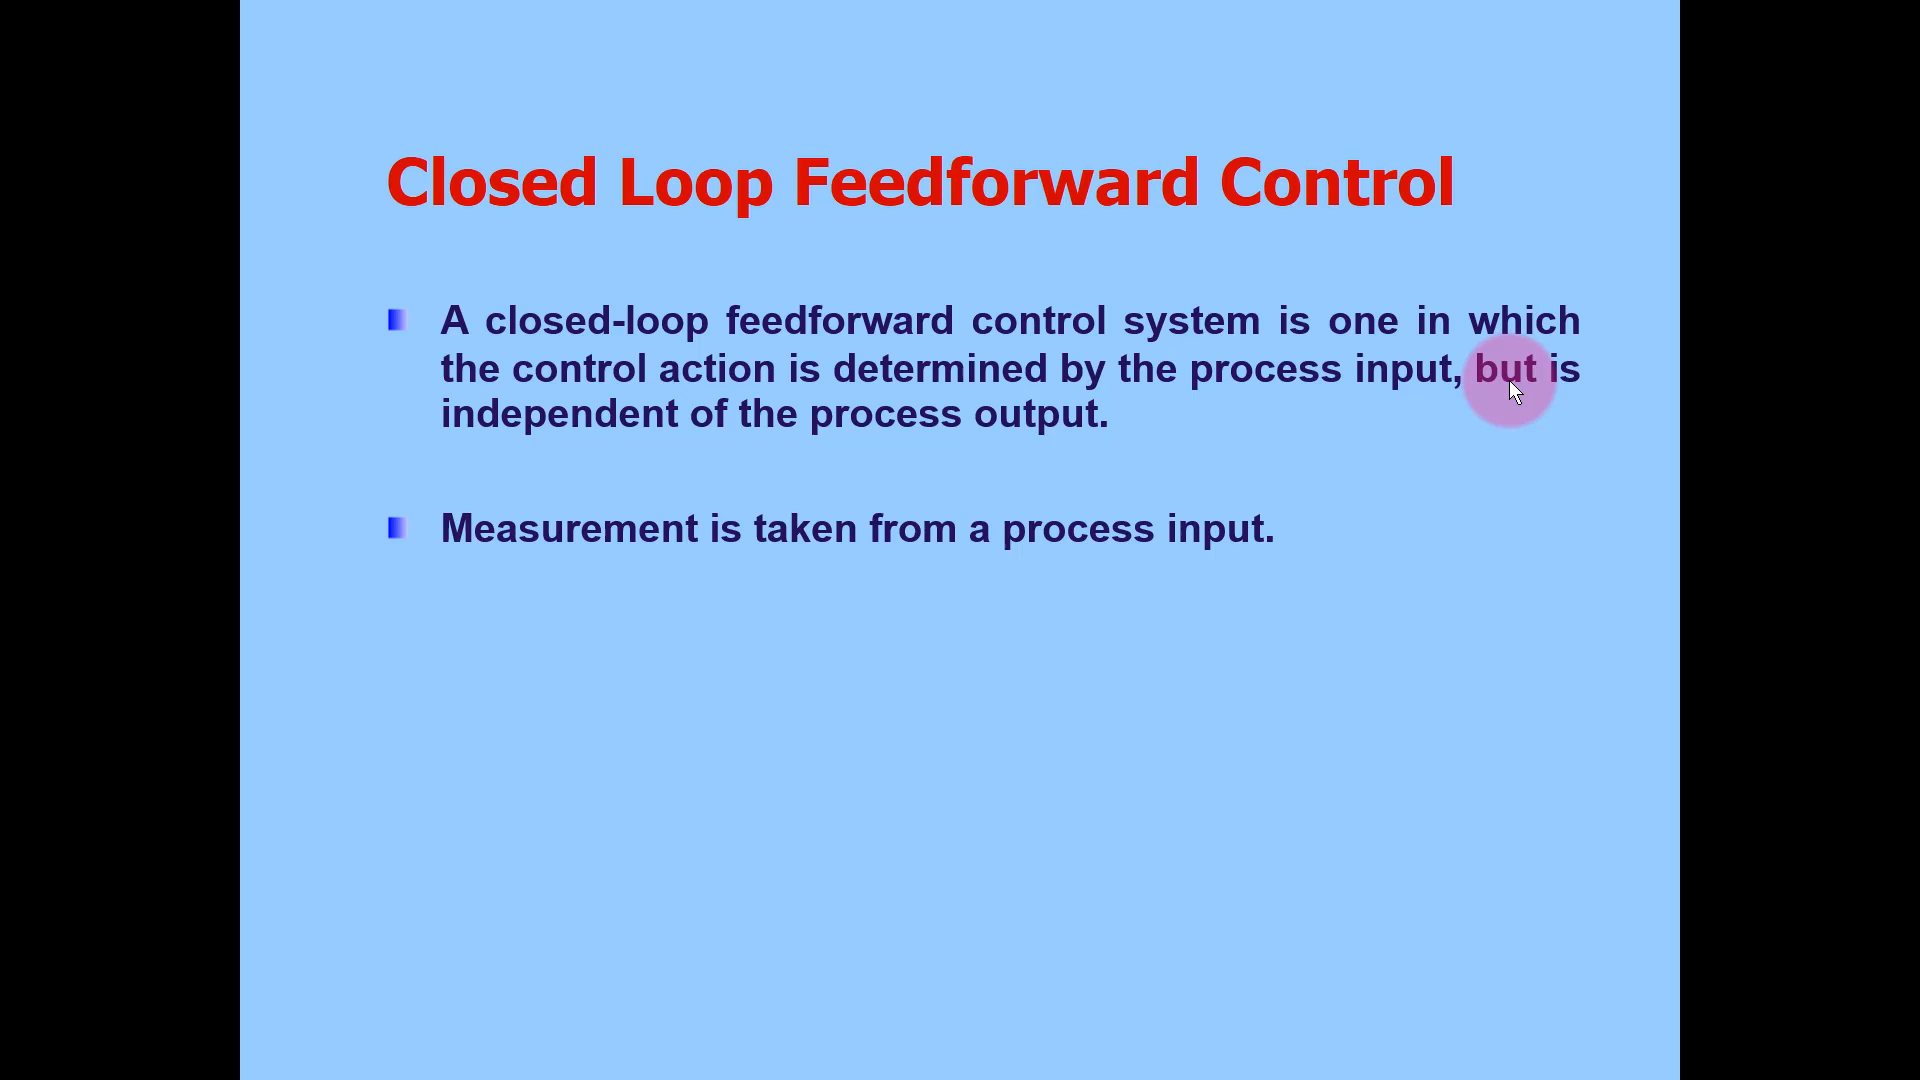 Closed Loop Feedforward Control
A closed-loop feedforward control system is one in which
the control action is determined by the process input, but is
independent of the process output.
Measurement is taken from a process input.